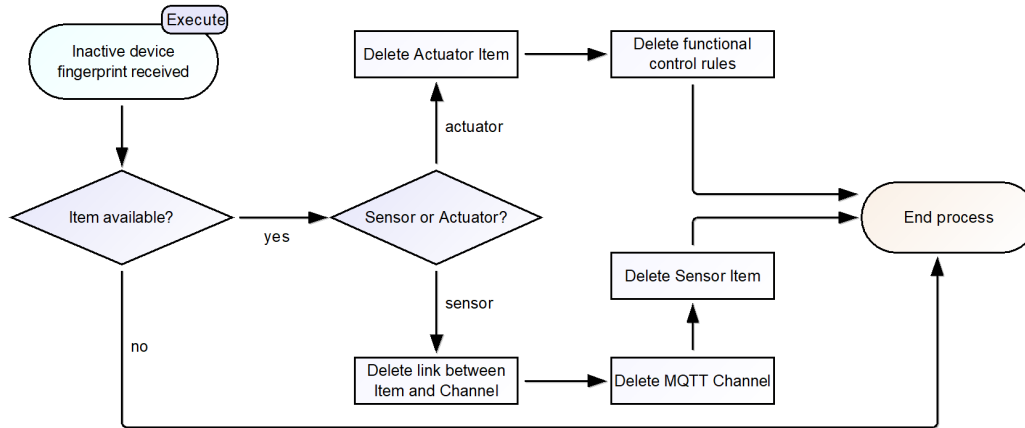 Execute
Inactive device
fingerprint received
Item available?
yes
no
Sensor or Actuator?
actuator
Delete Actuator Item
Delete functional
control rules
sensor
Delete link between
Item and Channel
Delete MQTT Channel
Delete Sensor Item
End process